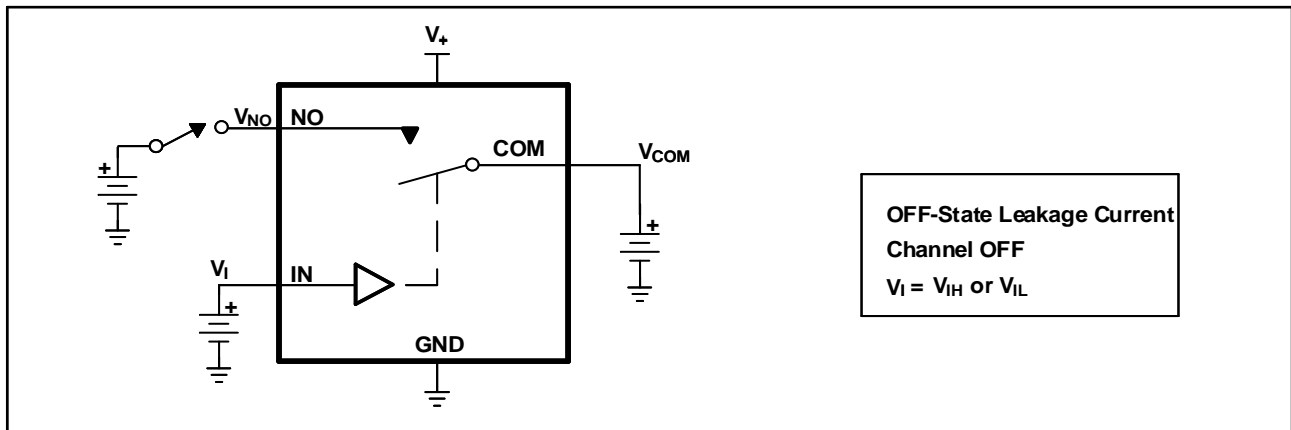 V+
VNO NO
COM
VCOM
+
+
VI IN
+
GND
OFF-State Leakage Current
Channel OFF
VI = VIH or VIL